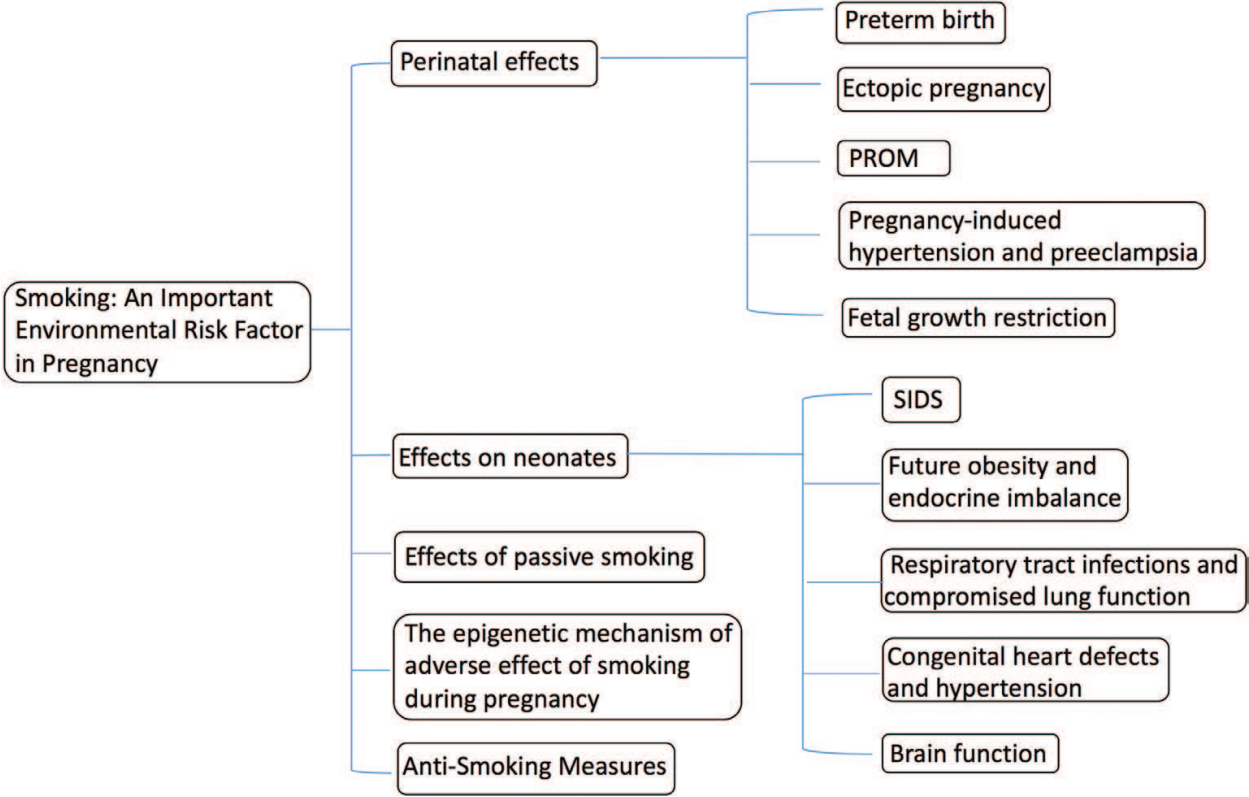 Smoking: An Important
Environmental Risk Factor
in Pregnancy
Perinatal effects
Preterm birth
Ectopic pregnancy
PROM
Pregnancy-induced
hypertension and preeclampsia
Fetal growth restriction
Effects on neonates
SIDS
Future obesity and
endocrine imbalance
Respiratory tract infections and
compromised lung function
Congenital heart defects
and hypertension
Brain function
Effects of passive smoking
The epigenetic mechanism of
adverse effect of smoking
during pregnancy
Anti-Smoking Measures